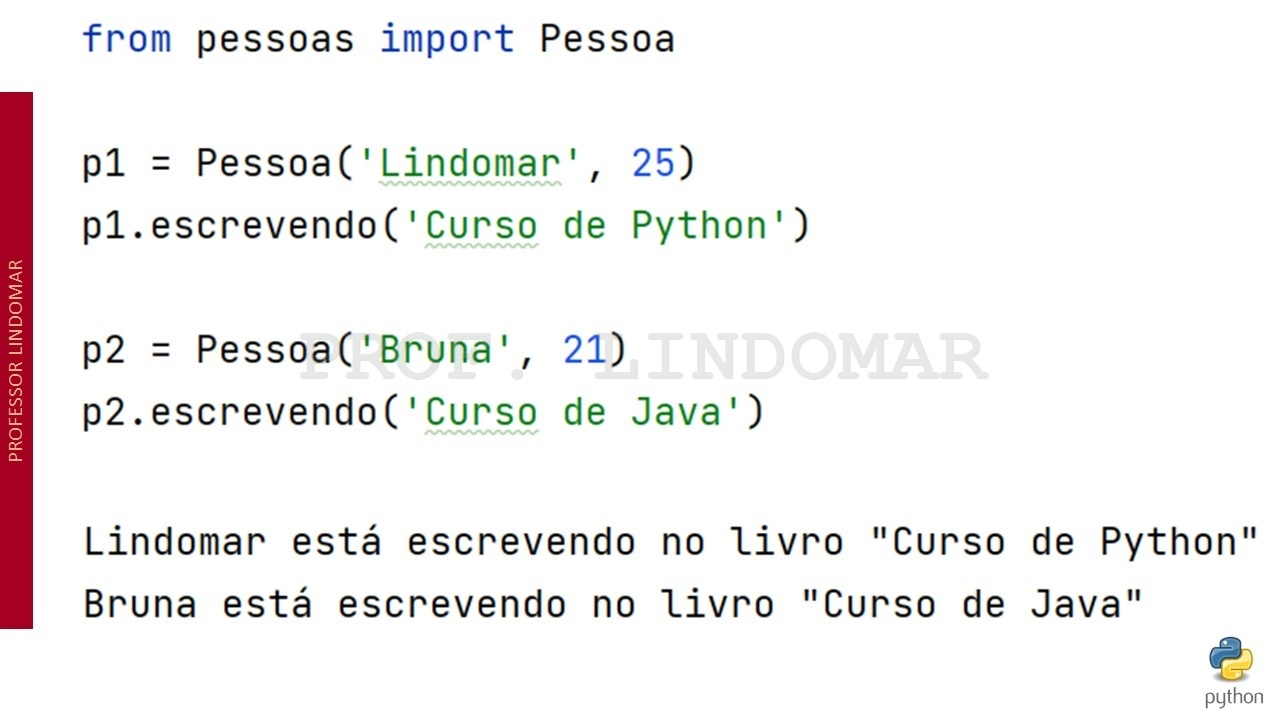 from pessoas import Pessoa
p1 = Pessoa('Lindomar', 25)
p1.escrevendo('Curso de Python')
p2 = Pessoa('Bruna', 21)
p2.escrevendo('Curso de Java')
Lindomar está escrevendo no livro "Curso de Python"
Bruna está escrevendo no livro "Curso de Java"
PROFESSOR LINDOMAR
PROF. LINDOMAR
python